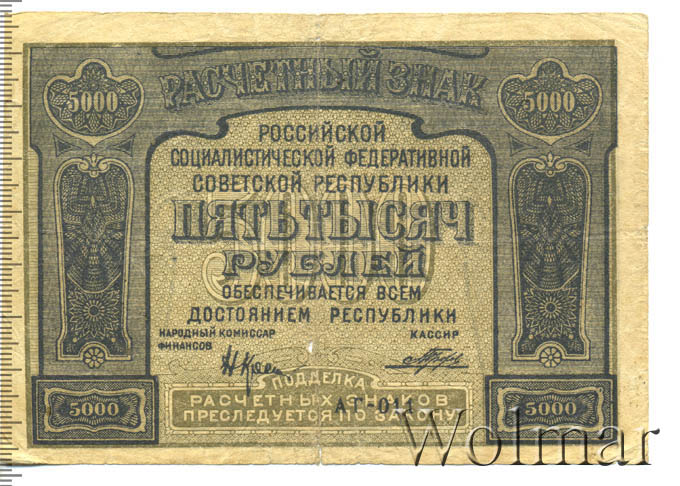 РАСЧЕТНЫЙ ЗНАК
5000 5000
РОССИЙСКОЙ
СОЦИАЛИСТИЧЕСКОЙ ФЕДЕРАТИВНОЙ
СОВЕТСКОЙ РЕСПУБЛИКИ
ПЯТЬ ТЫСЯЧ
РУБЛЕЙ
ОБЕСПЕЧИВАЕТСЯ ВСЕМ
ДОСТОЯНИЕМ РЕСПУБЛИКИ
НАРОДНЫЙ КОМИССАР КАССИР
ФИНАНСОВ
ПОДДЕЛКА
РАСЧЕТНЫХ ЗНАКОВ
ПРЕСЛЕДУЕТСЯ ПО ЗАКОНУ
5000 5000
Wolmar